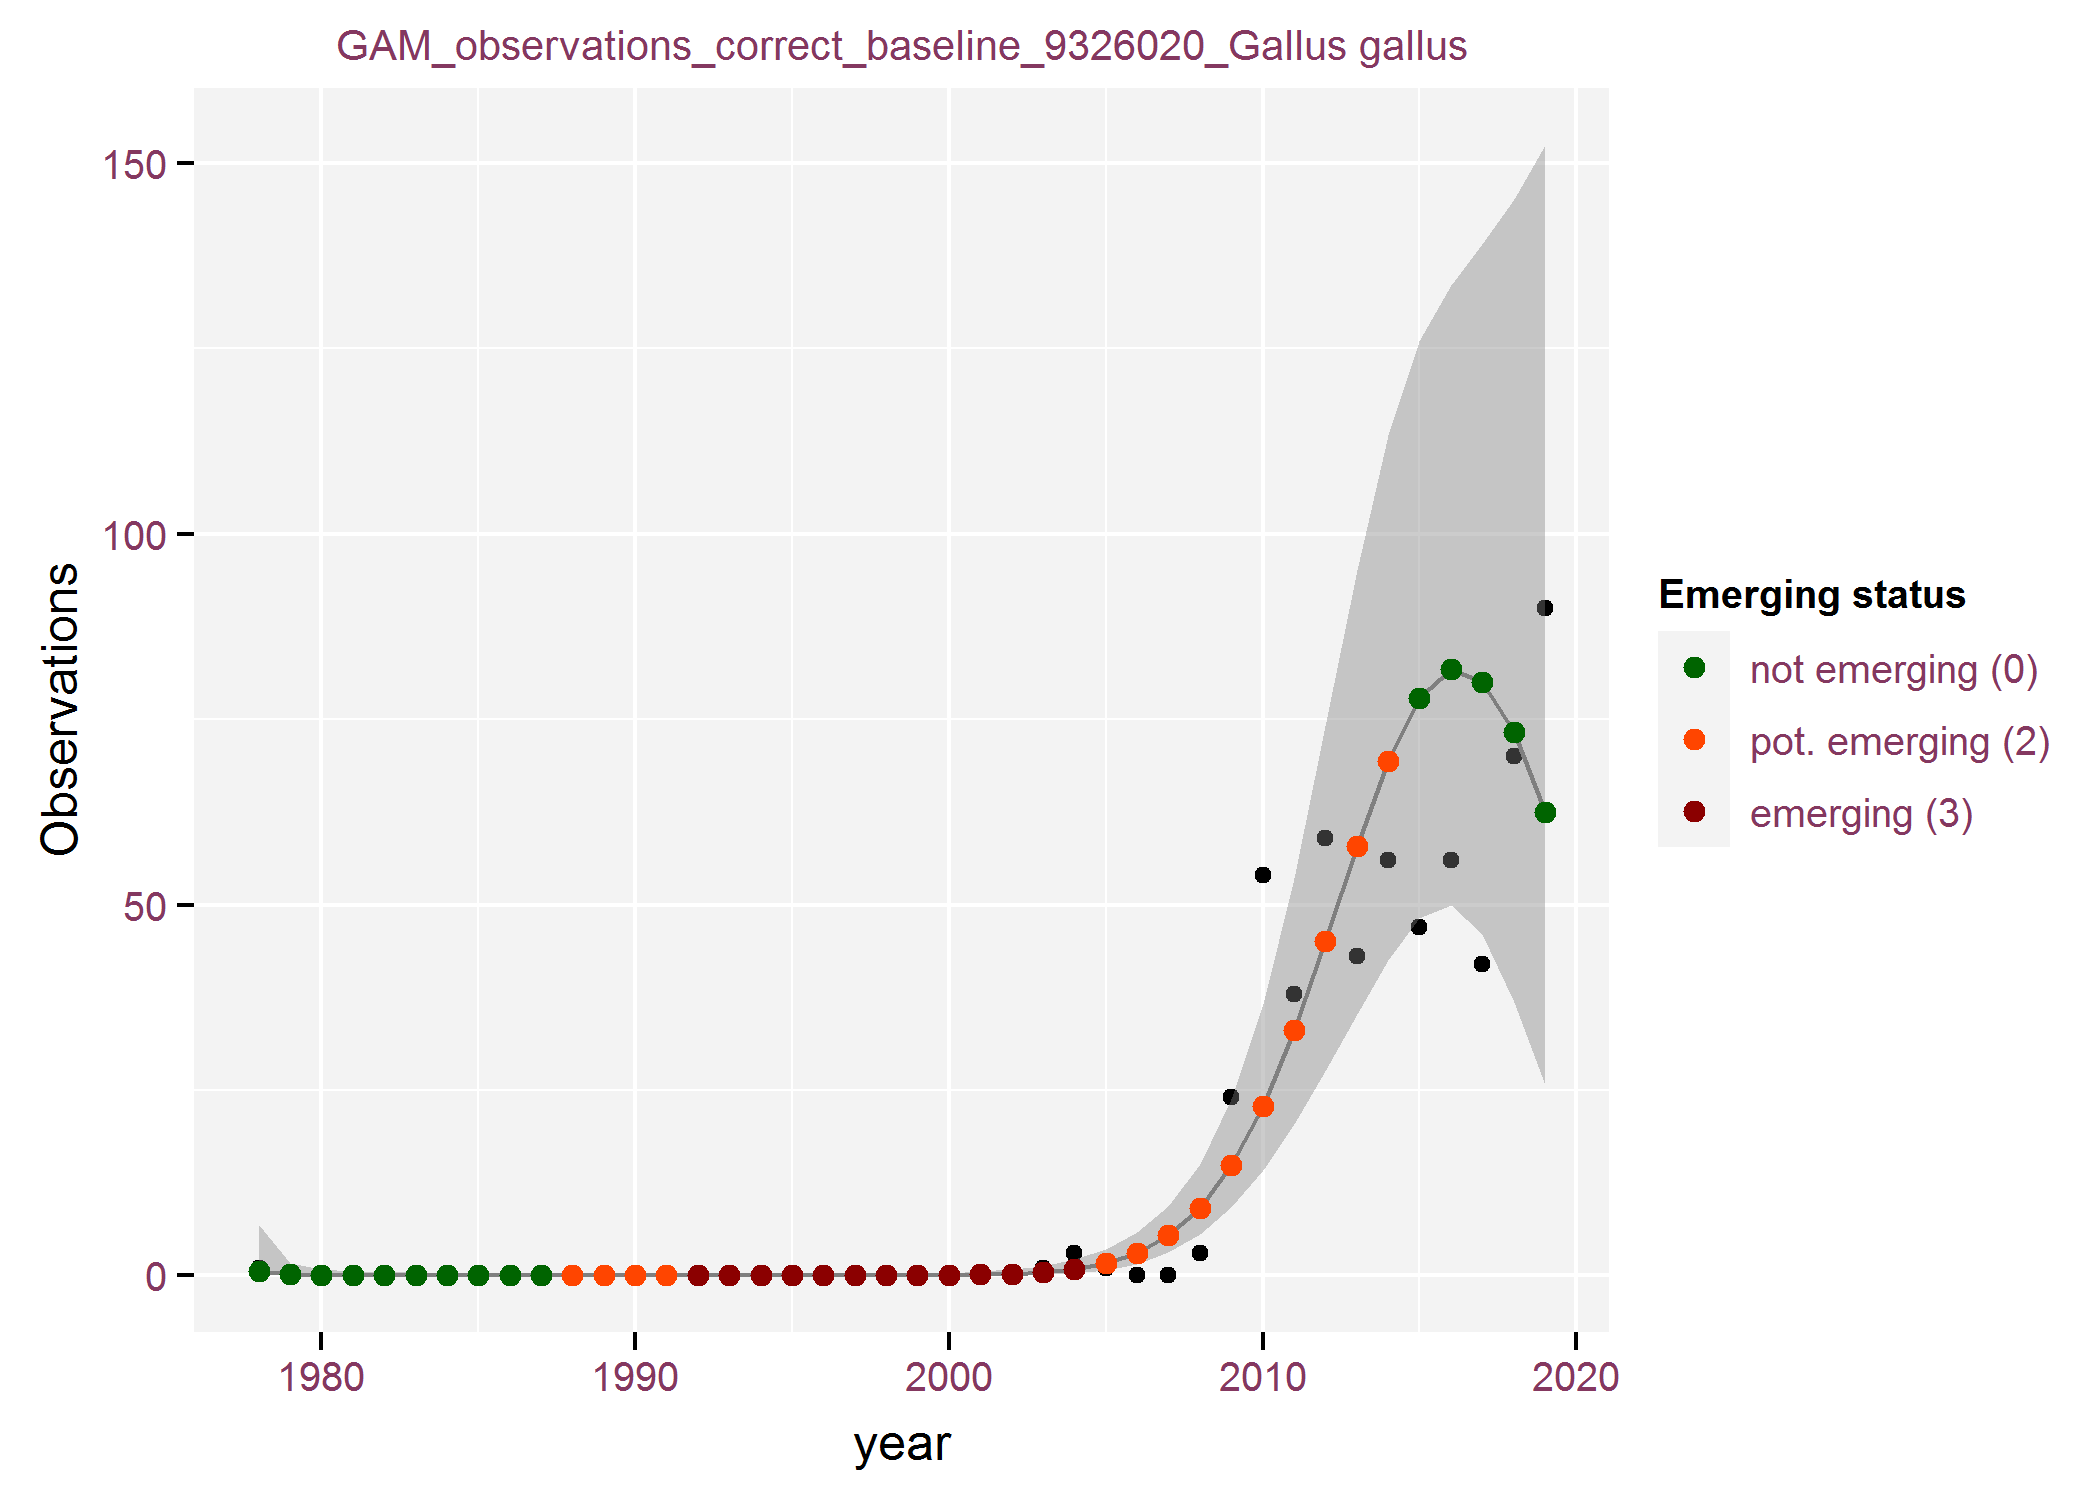 GAM_observations_correct_baseline_9326020_Gallus gallus
150
100
50
0
Observations
1980 1990 2000 2010 2020
year
Emerging status
not emerging (0)
pot. emerging (2)
emerging (3)